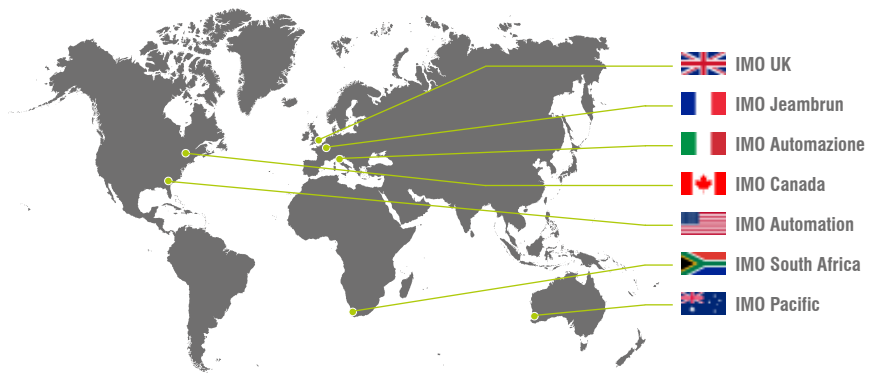 IMO UK
IMO Jeambrun
IMO Automazione
IMO Canada
IMO Automation
IMO South Africa
IMO Pacific